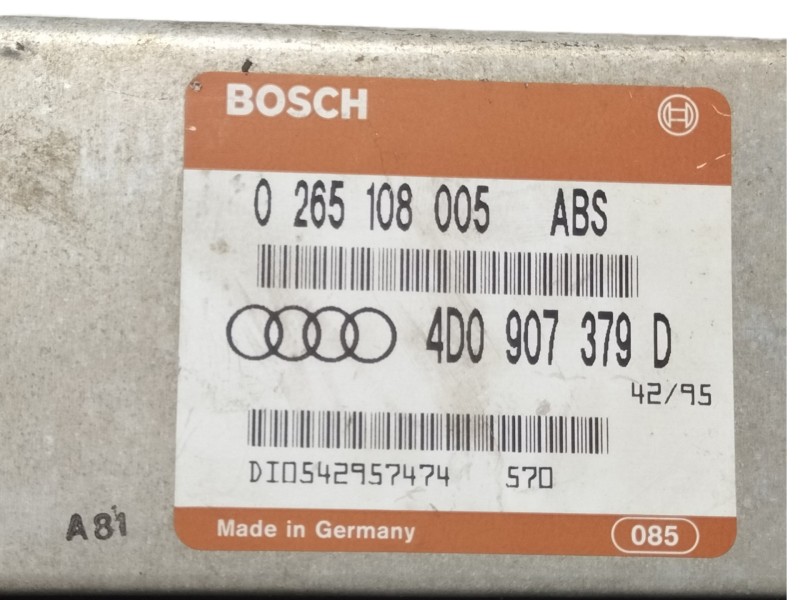 BOSCH
0 265 108 005 ABS
4D0 907 379 D
42/95
DI0542957474 570
A81
Made in Germany 085